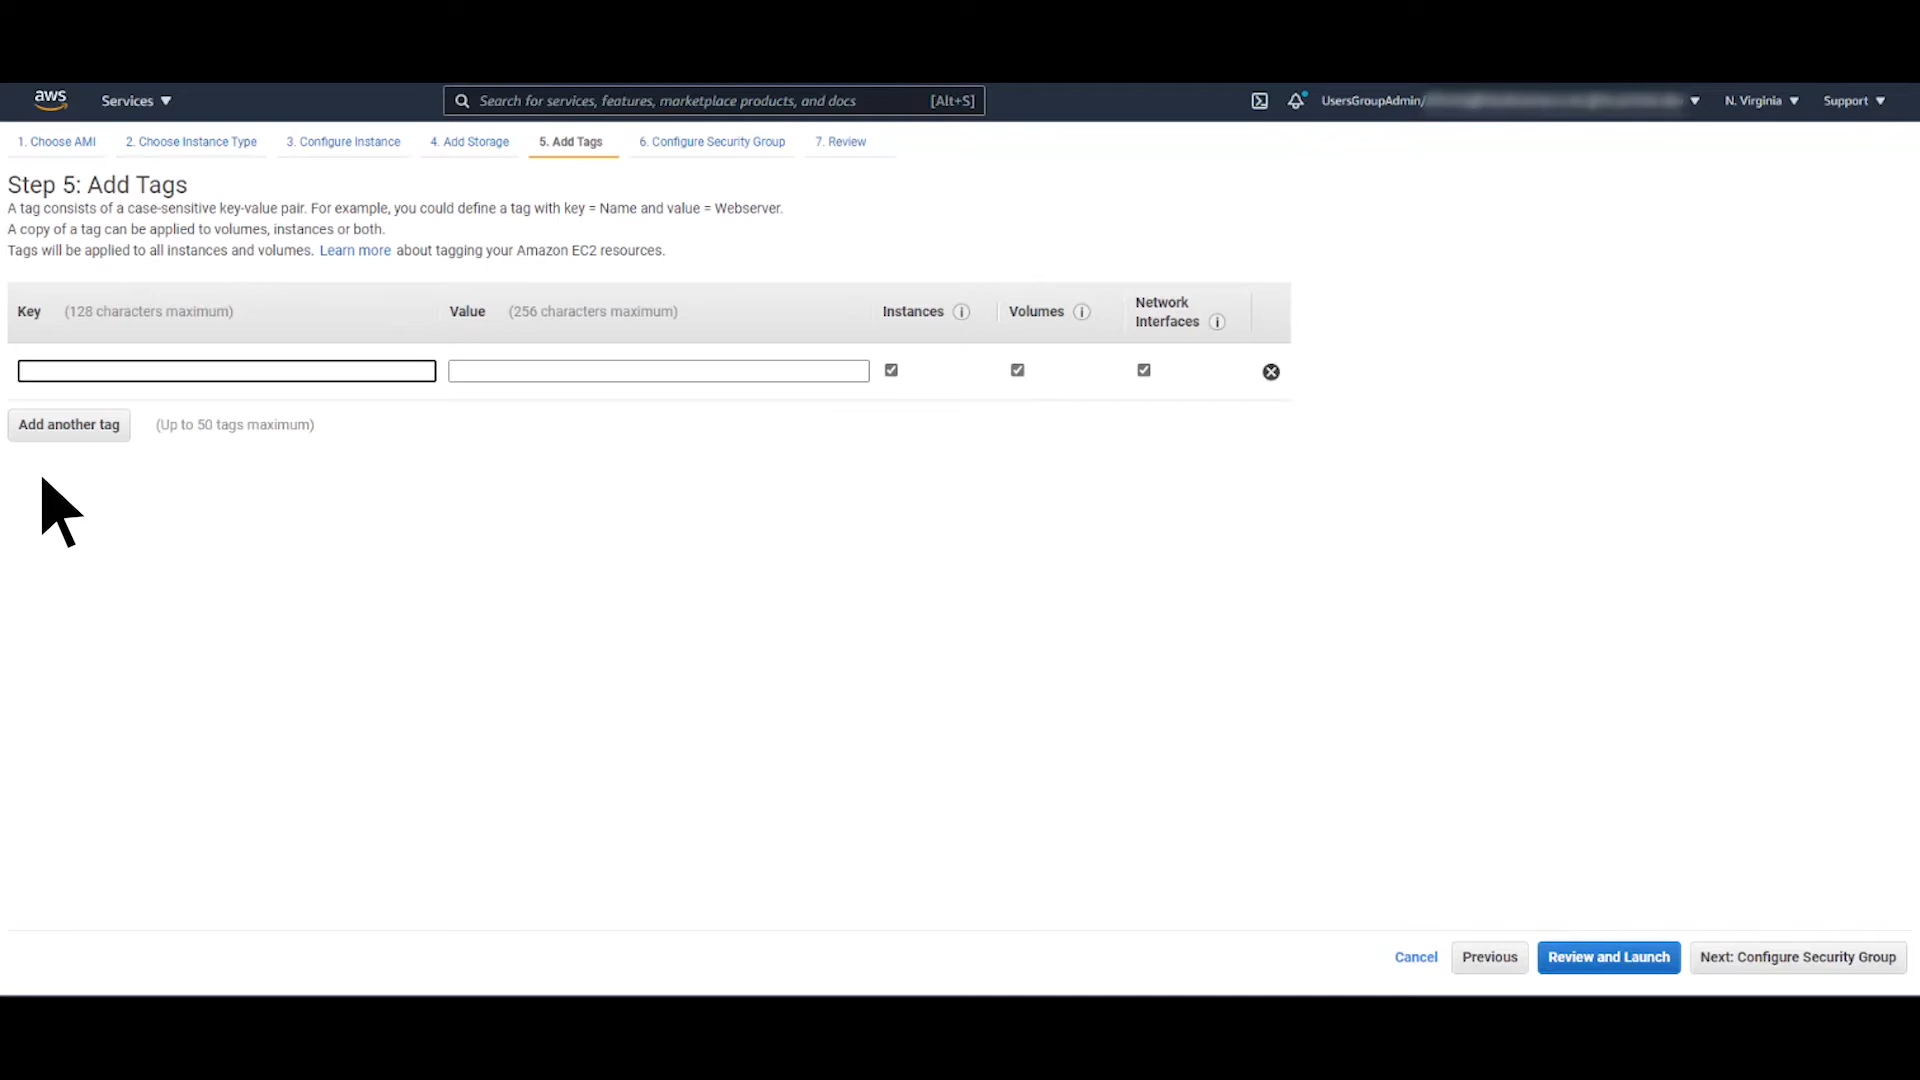 aws Services Search for services, features, marketplace products, and docs [Alt+S] UsersGroupAdmin/ N. Virginia Support
1. Choose AMI 2. Choose Instance Type 3. Configure Instance 4. Add Storage 5. Add Tags 6. Configure Security Group 7. Review
Step 5: Add Tags
A tag consists of a case-sensitive key-value pair. For example, you could define a tag with key = Name and value = Webserver.
A copy of a tag can be applied to volumes, instances or both.
Tags will be applied to all instances and volumes. Learn more about tagging your Amazon EC2 resources.
Key (128 characters maximum) Value (256 characters maximum) Instances Volumes Network
Interfaces
Add another tag (Up to 50 tags maximum)
Cancel Previous Review and Launch Next: Configure Security Group